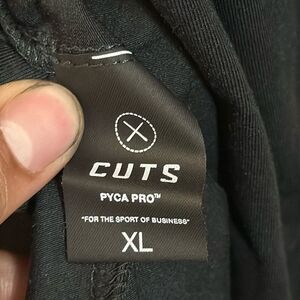 CUTS
PYCA PRO™
"FOR THE SPORT OF BUSINESS"
XL